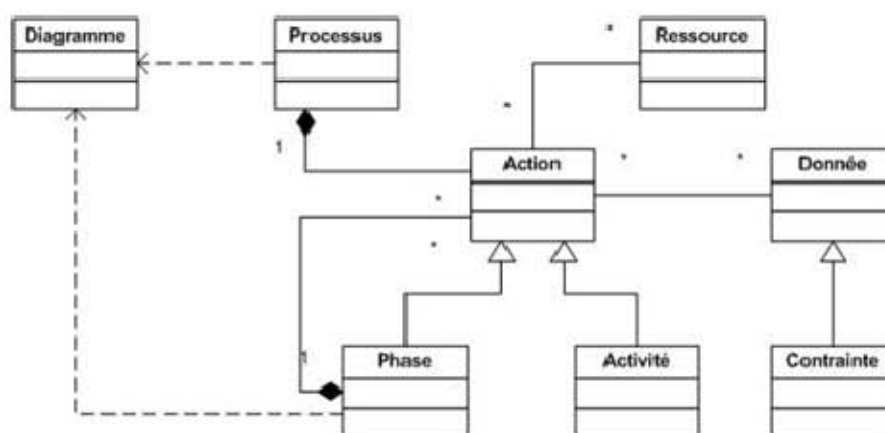 Diagramme
Processus
Ressource
*
*
1
Action
*
*
Donnée
*
*
1
Phase
Activité
Contrainte